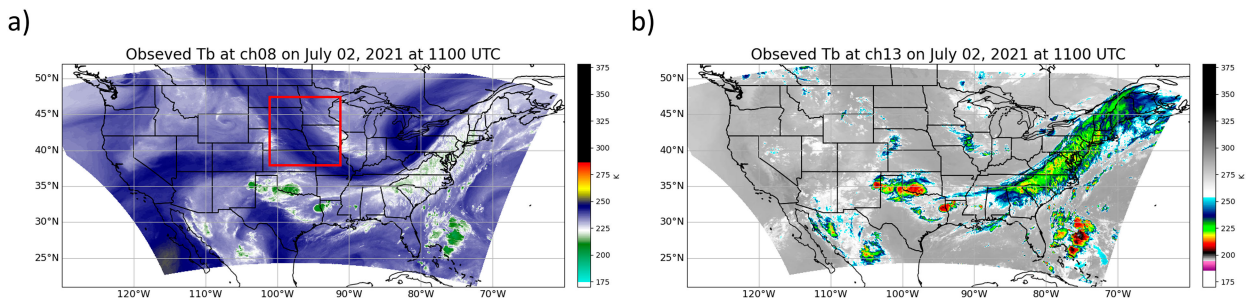 a)
Obseved Tb at ch08 on July 02, 2021 at 1100 UTC
50°N
45°N
40°N
35°N
30°N
25°N
120°W
110°W
100°W
90°W
80°W
70°W
375
350
325
300
275
250
225
200
175
K
b)
Obseved Tb at ch13 on July 02, 2021 at 1100 UTC
50°N
45°N
40°N
35°N
30°N
25°N
120°W
110°W
100°W
90°W
80°W
70°W
375
350
325
300
275
250
225
200
175
K